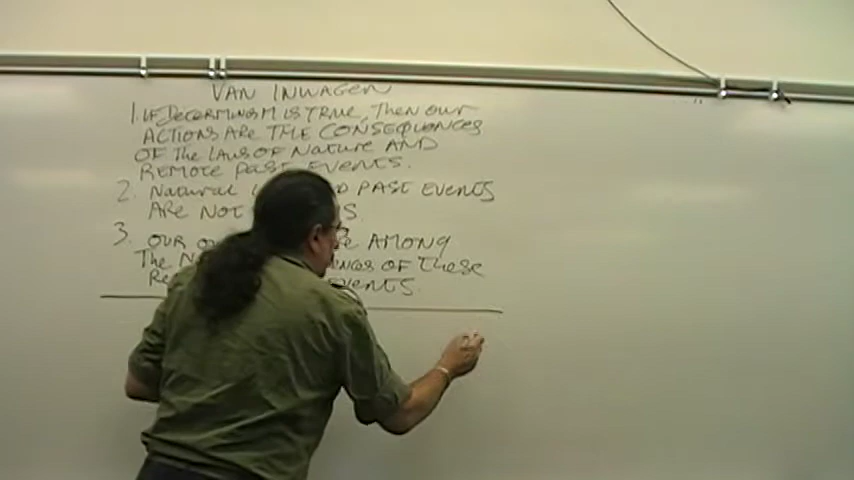 VAN INWAGEN
1. IF DeTeRMINISM IS TRUE, Then OUR
ACTIONS ARe THE CONSEQUENCES
OF The LAWS OF NATURE AND
REMOTE PAST EVENTS.
2. NATURAL PAST EVENTS
ARE NOT
3. OUR AMONG
The OF These
EVENTS.